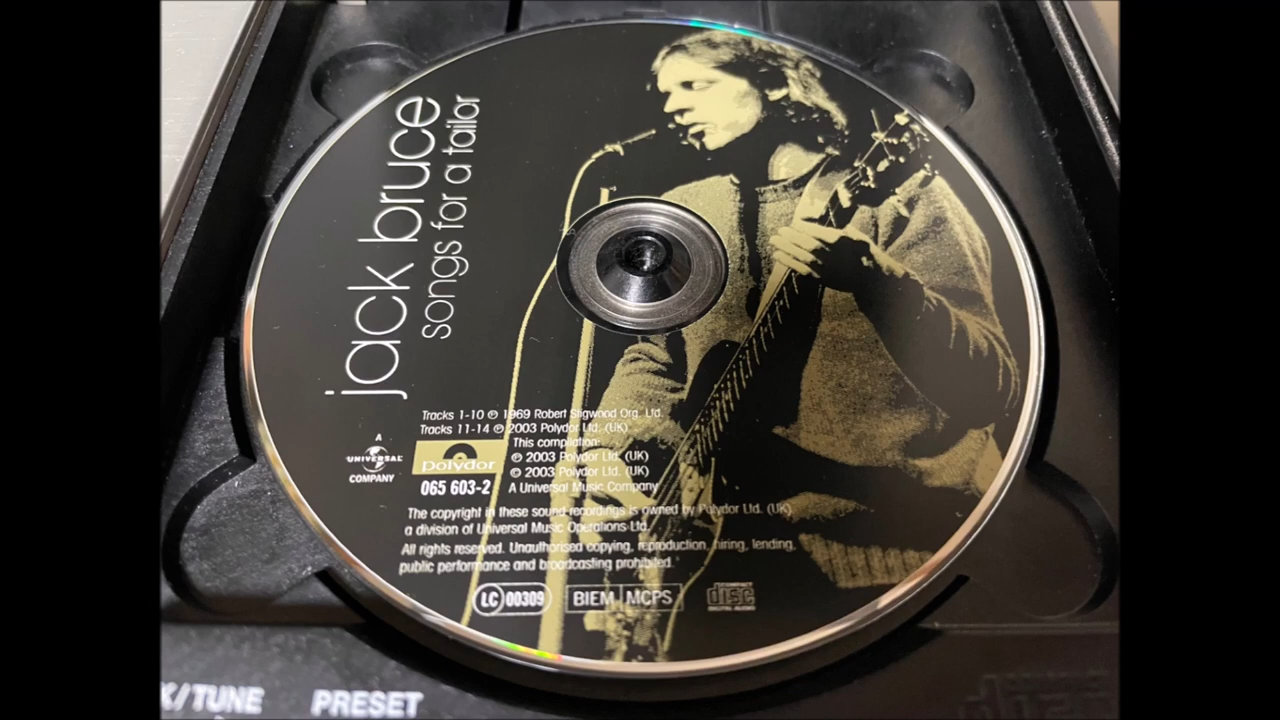 jack bruce
songs for a tailor
Tracks 1-10 ℗ 1969 Robert Stigwood Org. Ltd.
Tracks 11-14 ℗ 2003 Polydor Ltd. (UK)
This compilation:
℗ 2003 Polydor Ltd. (UK)
© 2003 Polydor Ltd. (UK)
A Universal Music Company
A
UNIVERSAL
COMPANY
polydor
065 603-2
The copyright in these sound recordings is owned by Polydor Ltd. (UK),
a division of Universal Music Operations Ltd.
All rights reserved. Unauthorised copying, reproduction, hiring, lending,
public performance and broadcasting prohibited.
LC 00309
BIEM MCPS
COMPACT
disc
DIGITAL AUDIO
K/TUNE PRESET